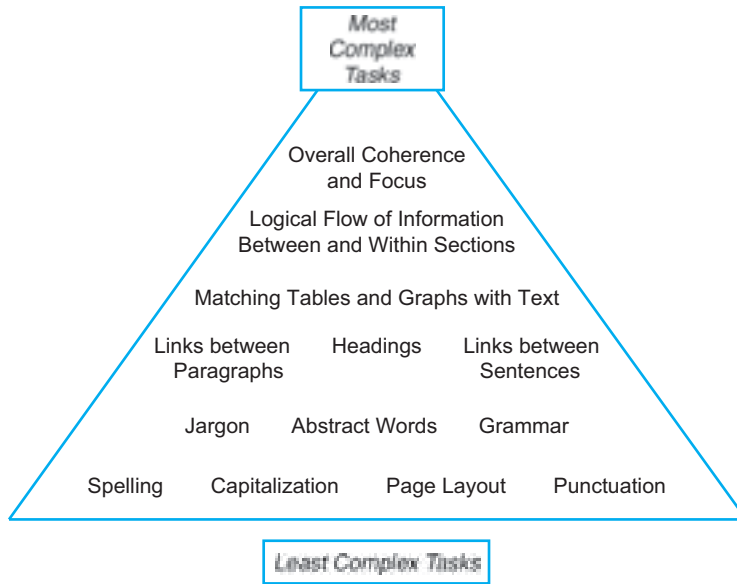 Most
Complex
Tasks
Overall Coherence
and Focus
Logical Flow of Information
Between and Within Sections
Matching Tables and Graphs with Text
Links between Headings Links between
Paragraphs Sentences
Jargon Abstract Words Grammar
Spelling Capitalization Page Layout Punctuation
Least Complex Tasks